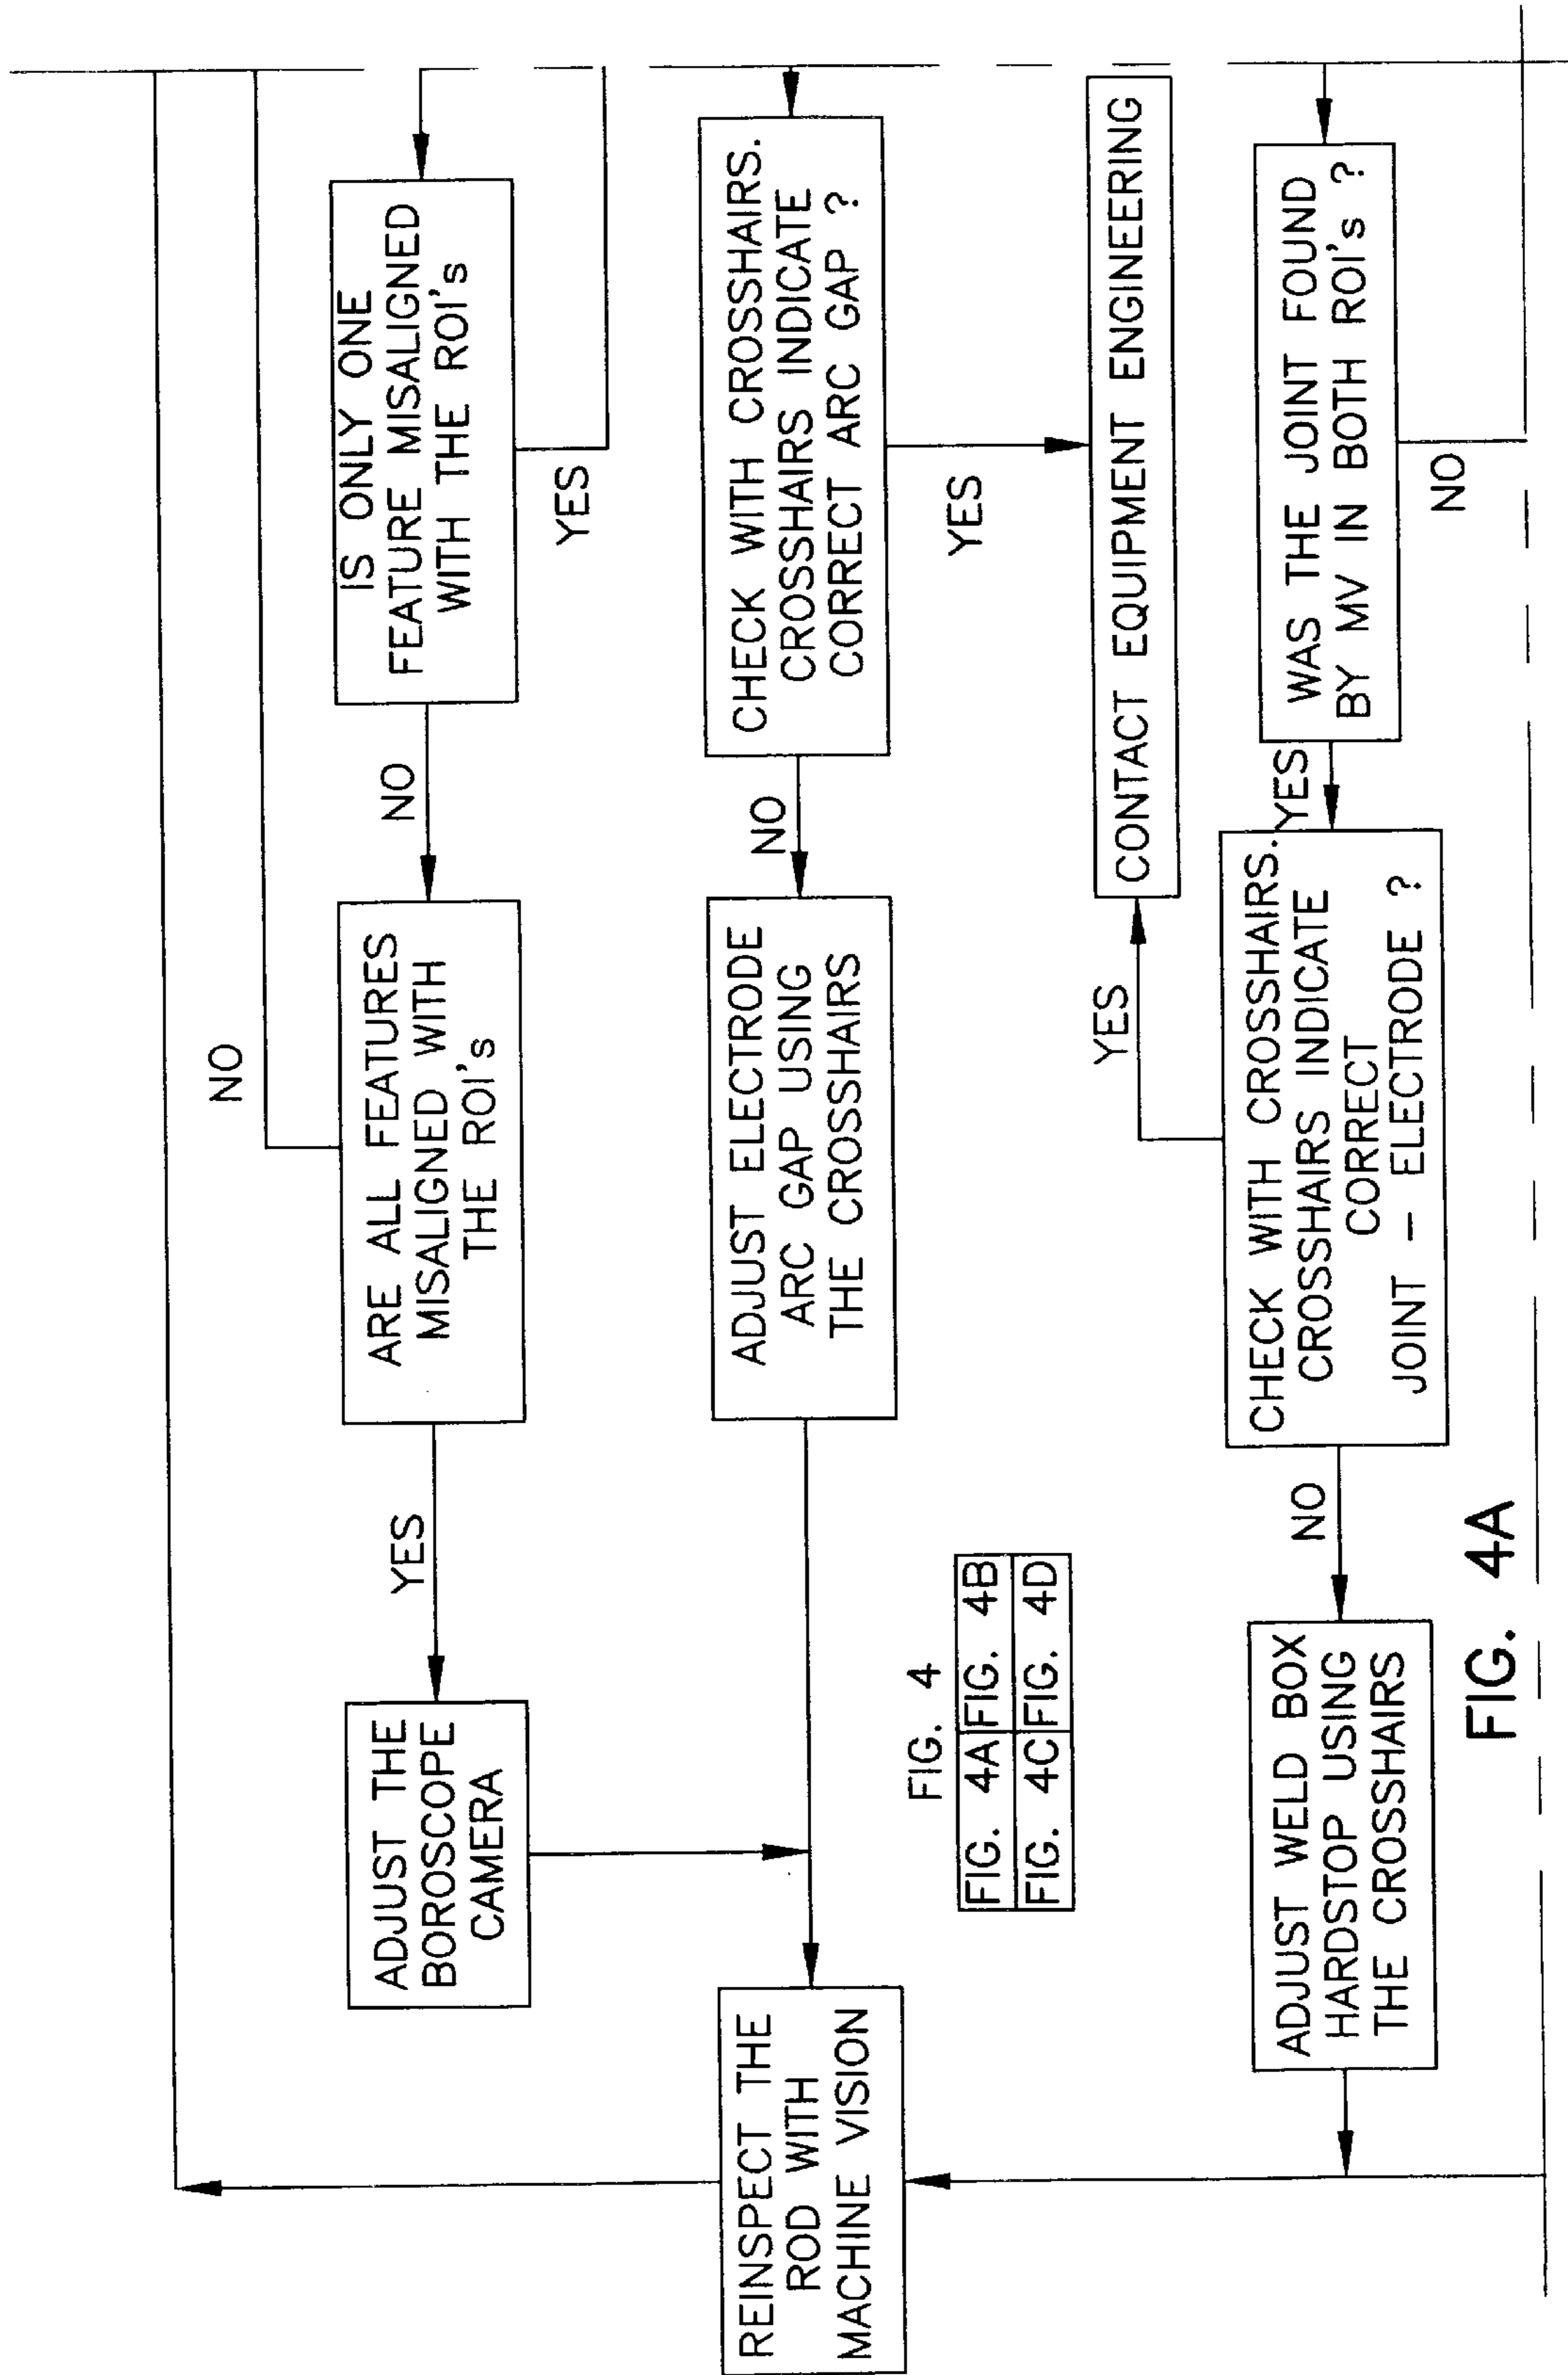 NO
ADJUST THE
BOROSCOPE
CAMERA
YES
ARE ALL FEATURES
MISALIGNED WITH
THE ROI's
NO
IS ONLY ONE
FEATURE MISALIGNED
WITH THE ROI's
YES
REINSPECT THE
ROD WITH
MACHINE VISION
ADJUST ELECTRODE
ARC GAP USING
THE CROSSHAIRS
NO
CHECK WITH CROSSHAIRS.
CROSSHAIRS INDICATE
CORRECT ARC GAP ?
YES
FIG. 4
FIG. 4A FIG. 4B
FIG. 4C FIG. 4D
YES
CONTACT EQUIPMENT ENGINEERING
ADJUST WELD BOX
HARDSTOP USING
THE CROSSHAIRS
NO
CHECK WITH CROSSHAIRS.
CROSSHAIRS INDICATE
CORRECT
JOINT – ELECTRODE ?
YES
WAS THE JOINT FOUND
BY MV IN BOTH ROI's ?
NO
FIG. 4A